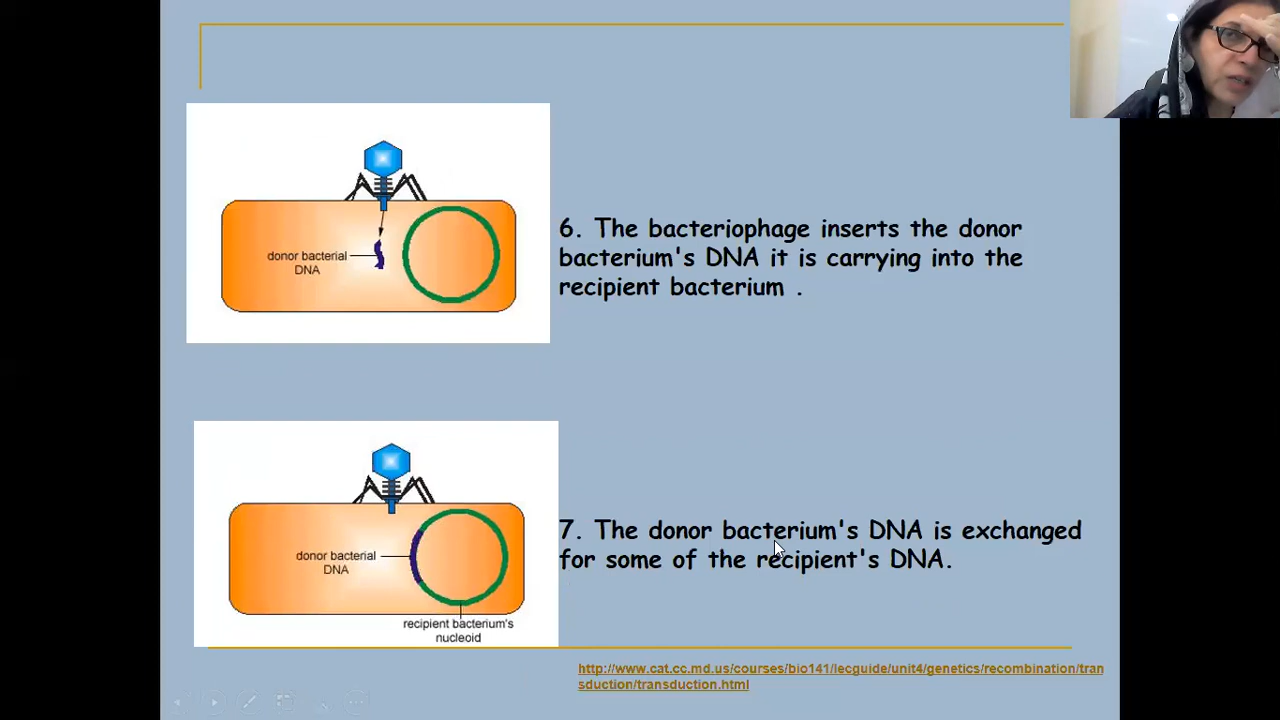 donor bacterial
DNA
6. The bacteriophage inserts the donor
bacterium's DNA it is carrying into the
recipient bacterium .
donor bacterial
DNA
recipient bacterium's
nucleoid
7. The donor bacterium's DNA is exchanged
for some of the recipient's DNA.
http://www.cat.cc.md.us/courses/bio141/lecguide/unit4/genetics/recombination/tran
sduction/transduction.html